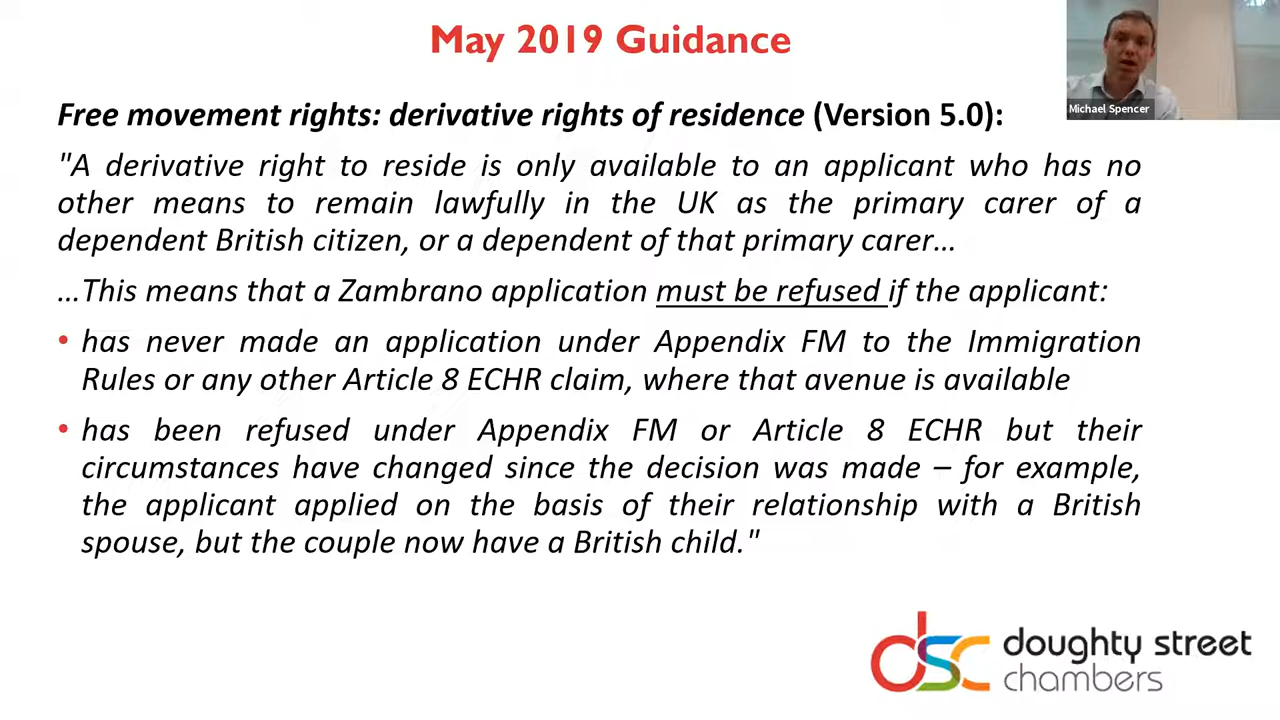 May 2019 Guidance
Michael Spencer
Free movement rights: derivative rights of residence (Version 5.0):
"A derivative right to reside is only available to an applicant who has no
other means to remain lawfully in the UK as the primary carer of a
dependent British citizen, or a dependent of that primary carer…
…This means that a Zambrano application must be refused if the applicant:
• has never made an application under Appendix FM to the Immigration
Rules or any other Article 8 ECHR claim, where that avenue is available
• has been refused under Appendix FM or Article 8 ECHR but their
circumstances have changed since the decision was made – for example,
the applicant applied on the basis of their relationship with a British
spouse, but the couple now have a British child."
dsc doughty street
chambers